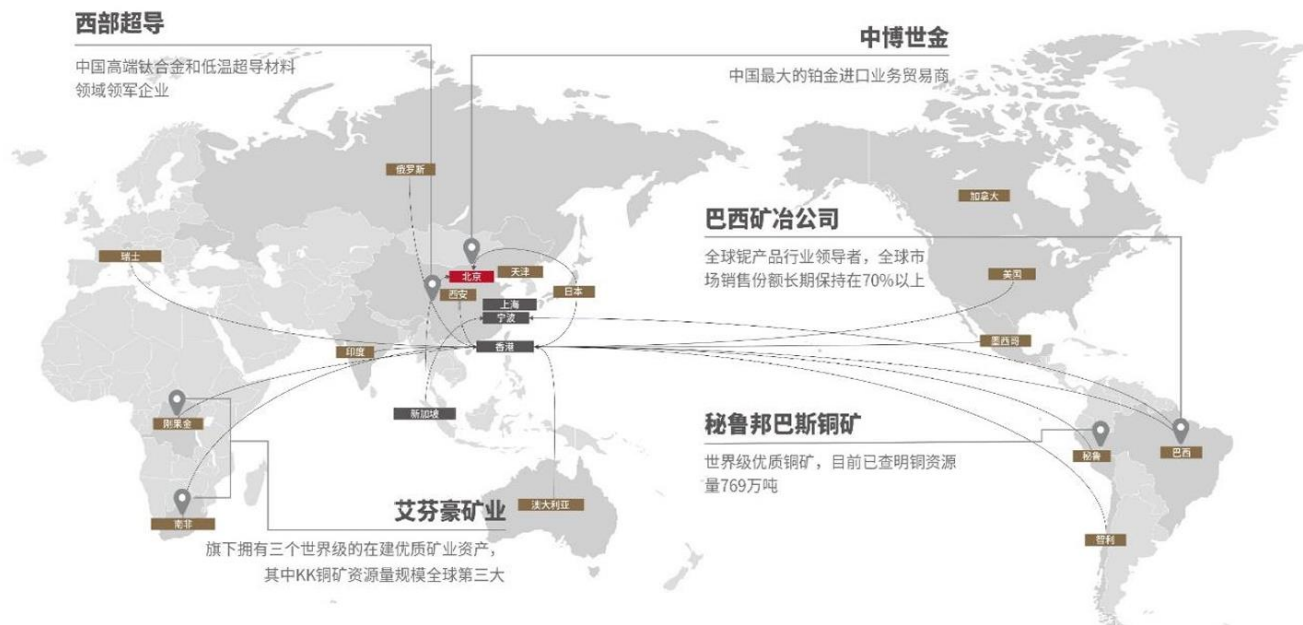 西部超导
中国高端钛合金和低温超导材料
领域领军企业
中博世金
中国最大的铂金进口业务贸易商
俄罗斯
加拿大
巴西矿冶公司
全球铌产品行业领导者，全球市
场销售份额长期保持在70%以上
瑞士
北京
天津
美国
西安
日本
上海
宁波
墨西哥
香港
印度
新加坡
刚果金
秘鲁邦巴斯铜矿
世界级优质铜矿，目前已查明铜资源
量769万吨
秘鲁
巴西
南非
澳大利亚
智利
艾芬豪矿业
旗下拥有三个世界级的在建优质矿业资产，
其中KK铜矿资源量规模全球第三大